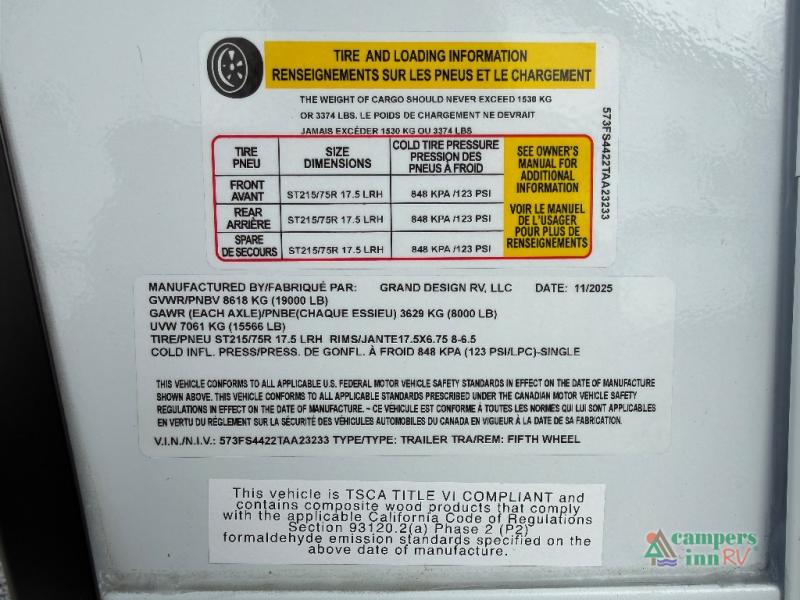 TIRE AND LOADING INFORMATION
RENSEIGNEMENTS SUR LES PNEUS ET LE CHARGEMENT
THE WEIGHT OF CARGO SHOULD NEVER EXCEED 1530 KG
OR 3374 LBS. LE POIDS DE CHARGEMENT NE DEVRAIT
JAMAIS EXCÉDER 1530 KG OU 3374 LBS
TIRE
PNEU
SIZE
DIMENSIONS
COLD TIRE PRESSURE
PRESSION DES
PNEUS À FROID
FRONT
AVANT
ST215/75R 17.5 LRH
848 KPA /123 PSI
REAR
ARRIÈRE
ST215/75R 17.5 LRH
848 KPA /123 PSI
SPARE
DE SECOURS
ST215/75R 17.5 LRH
848 KPA /123 PSI
SEE OWNER'S
MANUAL FOR
ADDITIONAL
INFORMATION
VOIR LE MANUEL
DE L'USAGER
POUR PLUS DE
RENSEIGNEMENTS
573FS4422TAA23233
MANUFACTURED BY/FABRIQUÉ PAR: GRAND DESIGN RV, LLC DATE: 11/2025
GVWR/PNBV 8618 KG (19000 LB)
GAWR (EACH AXLE)/PNBE(CHAQUE ESSIEU) 3629 KG (8000 LB)
UVW 7061 KG (15566 LB)
TIRE/PNEU ST215/75R 17.5 LRH RIMS/JANTE17.5X6.75 8-6.5
COLD INFL. PRESS/PRESS. DE GONFL. À FROID 848 KPA (123 PSI/LPC)-SINGLE
THIS VEHICLE CONFORMS TO ALL APPLICABLE U.S. FEDERAL MOTOR VEHICLE SAFETY STANDARDS IN EFFECT ON THE DATE OF MANUFACTURE
SHOWN ABOVE. THIS VEHICLE CONFORMS TO ALL APPLICABLE STANDARDS PRESCRIBED UNDER THE CANADIAN MOTOR VEHICLE SAFETY
REGULATIONS IN EFFECT ON THE DATE OF MANUFACTURE. ~ CE VÉHICULE EST CONFORME À TOUTES LES NORMES QUI LUI SONT APPLICABLES
EN VERTU DU RÈGLEMENT SUR LA SÉCURITÉ DES VÉHICULES AUTOMOBILES DU CANADA EN VIGUEUR À LA DATE DE SA FABRICATION.
V.I.N./N.I.V.: 573FS4422TAA23233 TYPE/TYPE: TRAILER TRA/REM: FIFTH WHEEL
This vehicle is TSCA TITLE VI COMPLIANT and
contains composite wood products that comply
with the applicable California Code of Regulations
Section 93120.2(a) Phase 2 (P2)
formaldehyde emission standards specified on the
above date of manufacture.
campers
inn RV